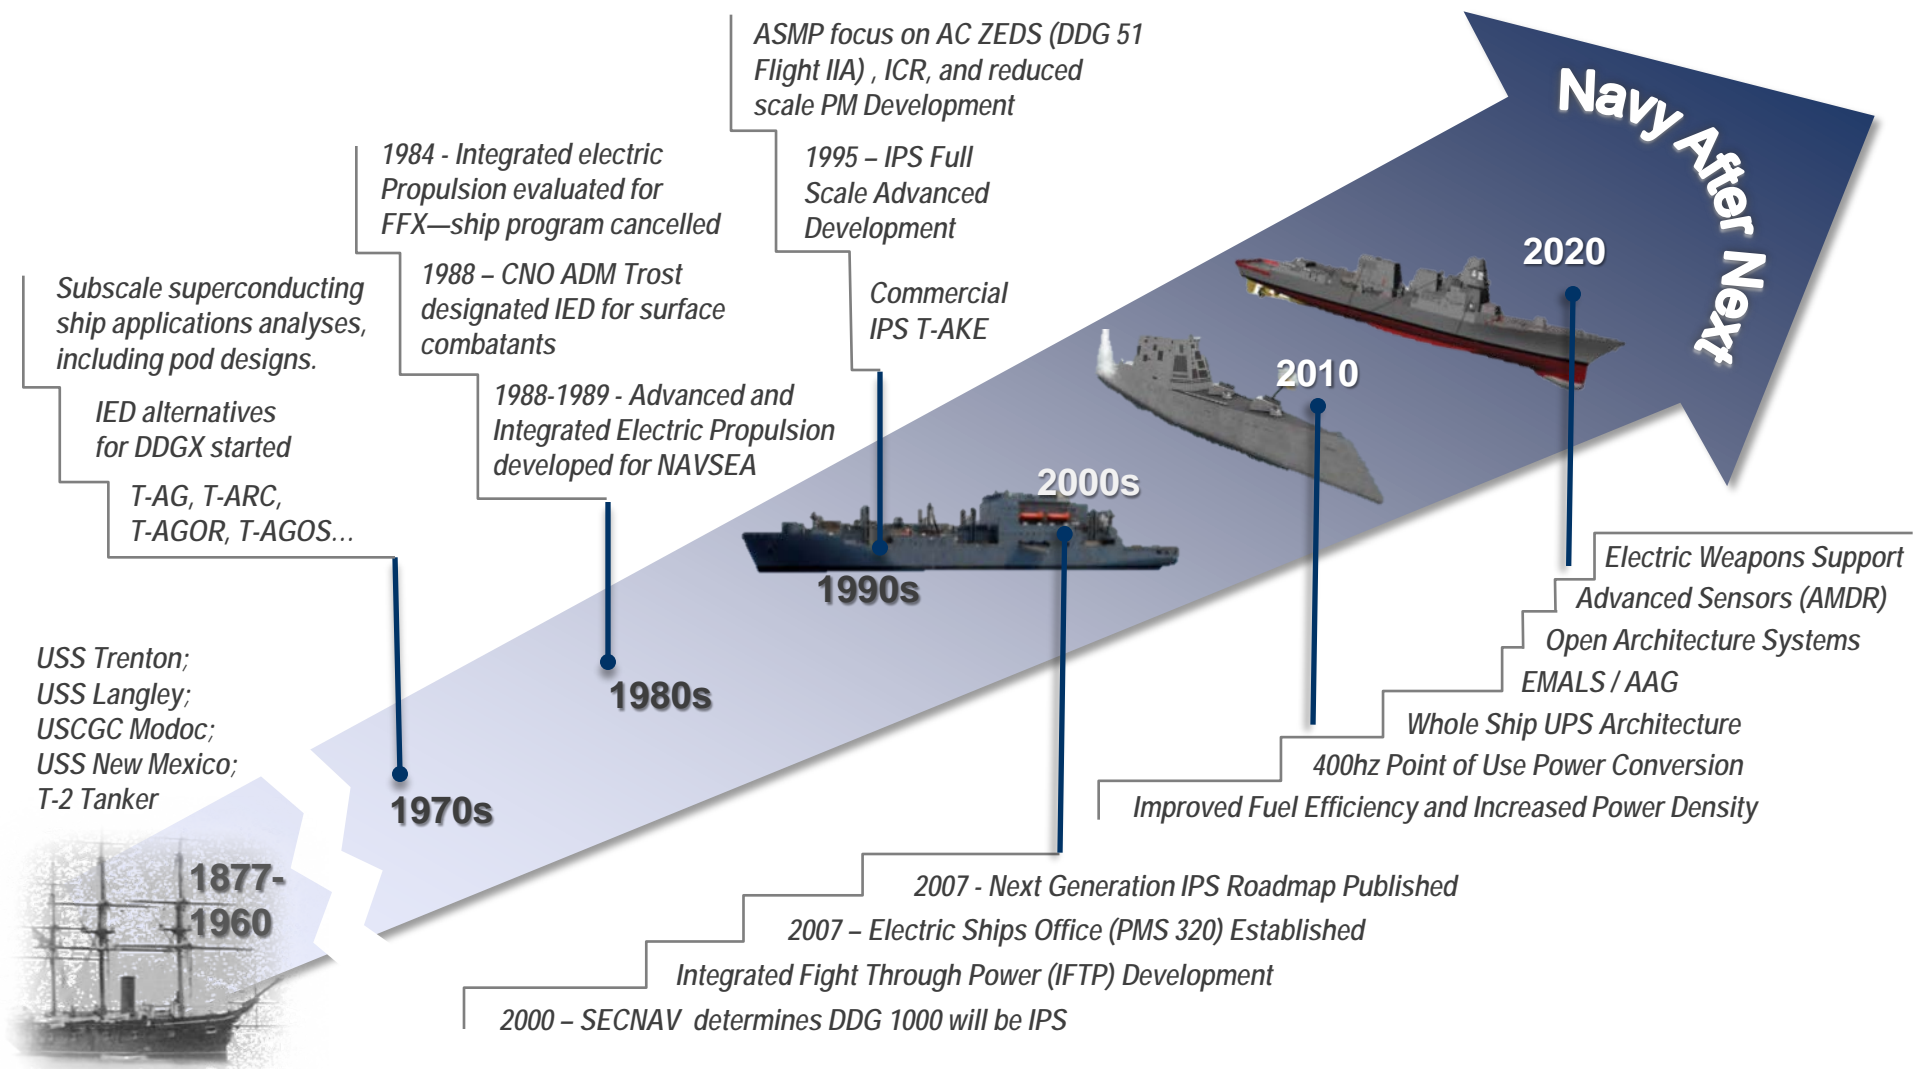 ASMP focus on AC ZEDS (DDG 51
Flight IIA) , ICR, and reduced
scale PM Development
1995 – IPS Full
Scale Advanced
Development
Commercial
IPS T-AKE
1984 - Integrated electric
Propulsion evaluated for
FFX—ship program cancelled
1988 – CNO ADM Trost
designated IED for surface
combatants
1988-1989 - Advanced and
Integrated Electric Propulsion
developed for NAVSEA
Subscale superconducting
ship applications analyses,
including pod designs.
IED alternatives
for DDGX started
T-AG, T-ARC,
T-AGOR, T-AGOS...
USS Trenton;
USS Langley;
USCGC Modoc;
USS New Mexico;
T-2 Tanker
1877-
1960
1970s
1980s
1990s
2000s
2010
2020
Navy After Next
Electric Weapons Support
Advanced Sensors (AMDR)
Open Architecture Systems
EMALS / AAG
Whole Ship UPS Architecture
400hz Point of Use Power Conversion
Improved Fuel Efficiency and Increased Power Density
2007 - Next Generation IPS Roadmap Published
2007 – Electric Ships Office (PMS 320) Established
Integrated Fight Through Power (IFTP) Development
2000 – SECNAV determines DDG 1000 will be IPS